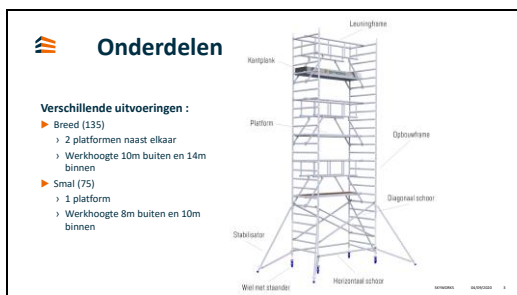 Onderdelen
Verschillende uitvoeringen :
Breed (135)
› 2 platformen naast elkaar
› Werkhoogte 10m buiten en 14m
binnen
Smal (75)
› 1 platform
› Werkhoogte 8m buiten en 10m
binnen
Leuningframe
Kantplank
Platform
Opbouwframe
Diagonaal schoor
Stabilisator
Horizontaal schoor
Wiel met staander